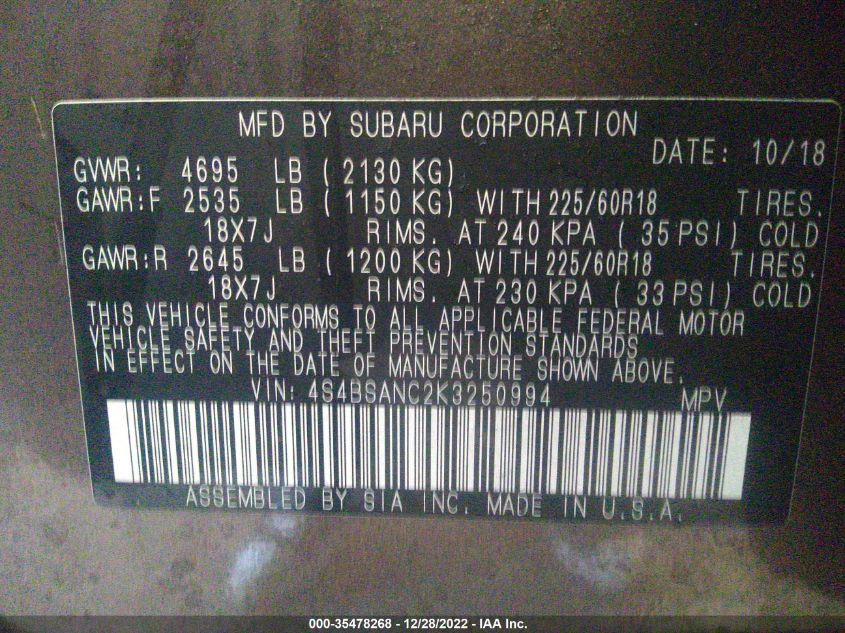 MFD BY SUBARU CORPORATION
DATE: 10/18
GVWR: 4695 LB ( 2130 KG)
GAWR:F 2535 LB ( 1150 KG) WITH 225/60R18 TIRES.
18X7J RIMS. AT 240 KPA ( 35 PSI) COLD
GAWR:R 2645 LB ( 1200 KG) WITH 225/60R18 TIRES.
18X7J RIMS. AT 230 KPA ( 33 PSI) COLD
THIS VEHICLE CONFORMS TO ALL APPLICABLE FEDERAL MOTOR
VEHICLE SAFETY AND THEFT PREVENTION STANDARDS
IN EFFECT ON THE DATE OF MANUFACTURE SHOWN ABOVE.
VIN: 4S4BSANC2K3250994 MPV
ASSEMBLED BY SIA INC. MADE IN U.S.A.
000-35478268 - 12/28/2022 - IAA Inc.